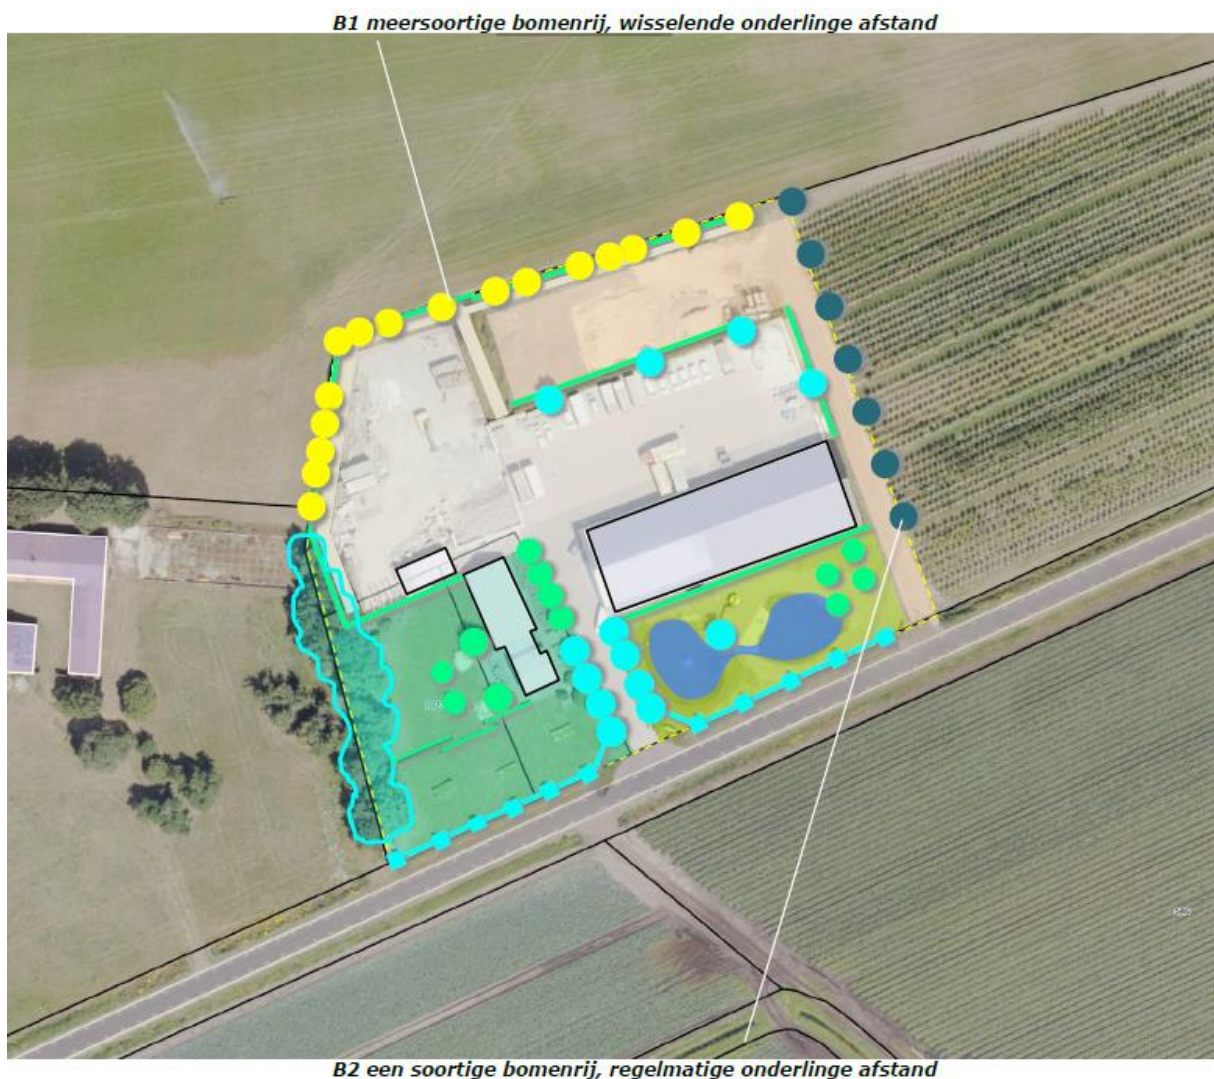 B1 meersoortige bomenrij, wisselende onderlinge afstand
B2 een soortige bomenrij, regelmatige onderlinge afstand